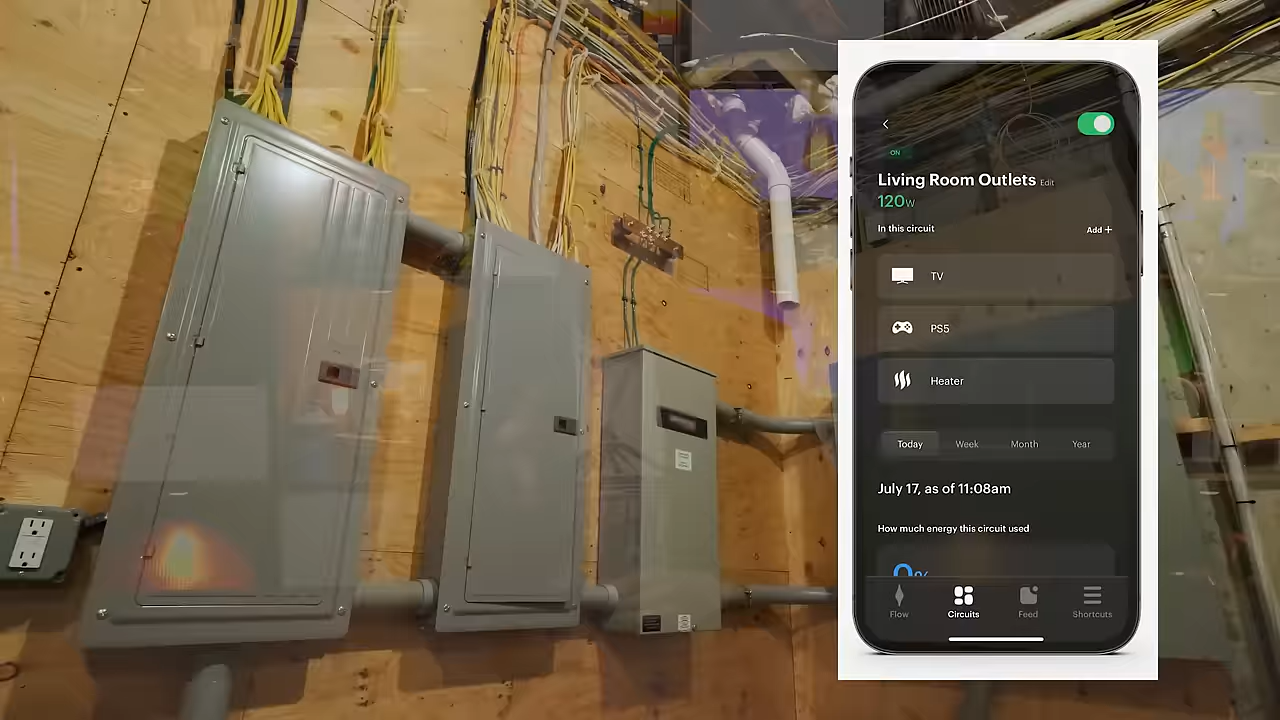 ON
Living Room Outlets Edit
120W
In this circuit Add +
TV
PS5
Heater
Today Week Month Year
July 17, as of 11:08am
How much energy this circuit used
0%
Flow Circuits Feed Shortcuts